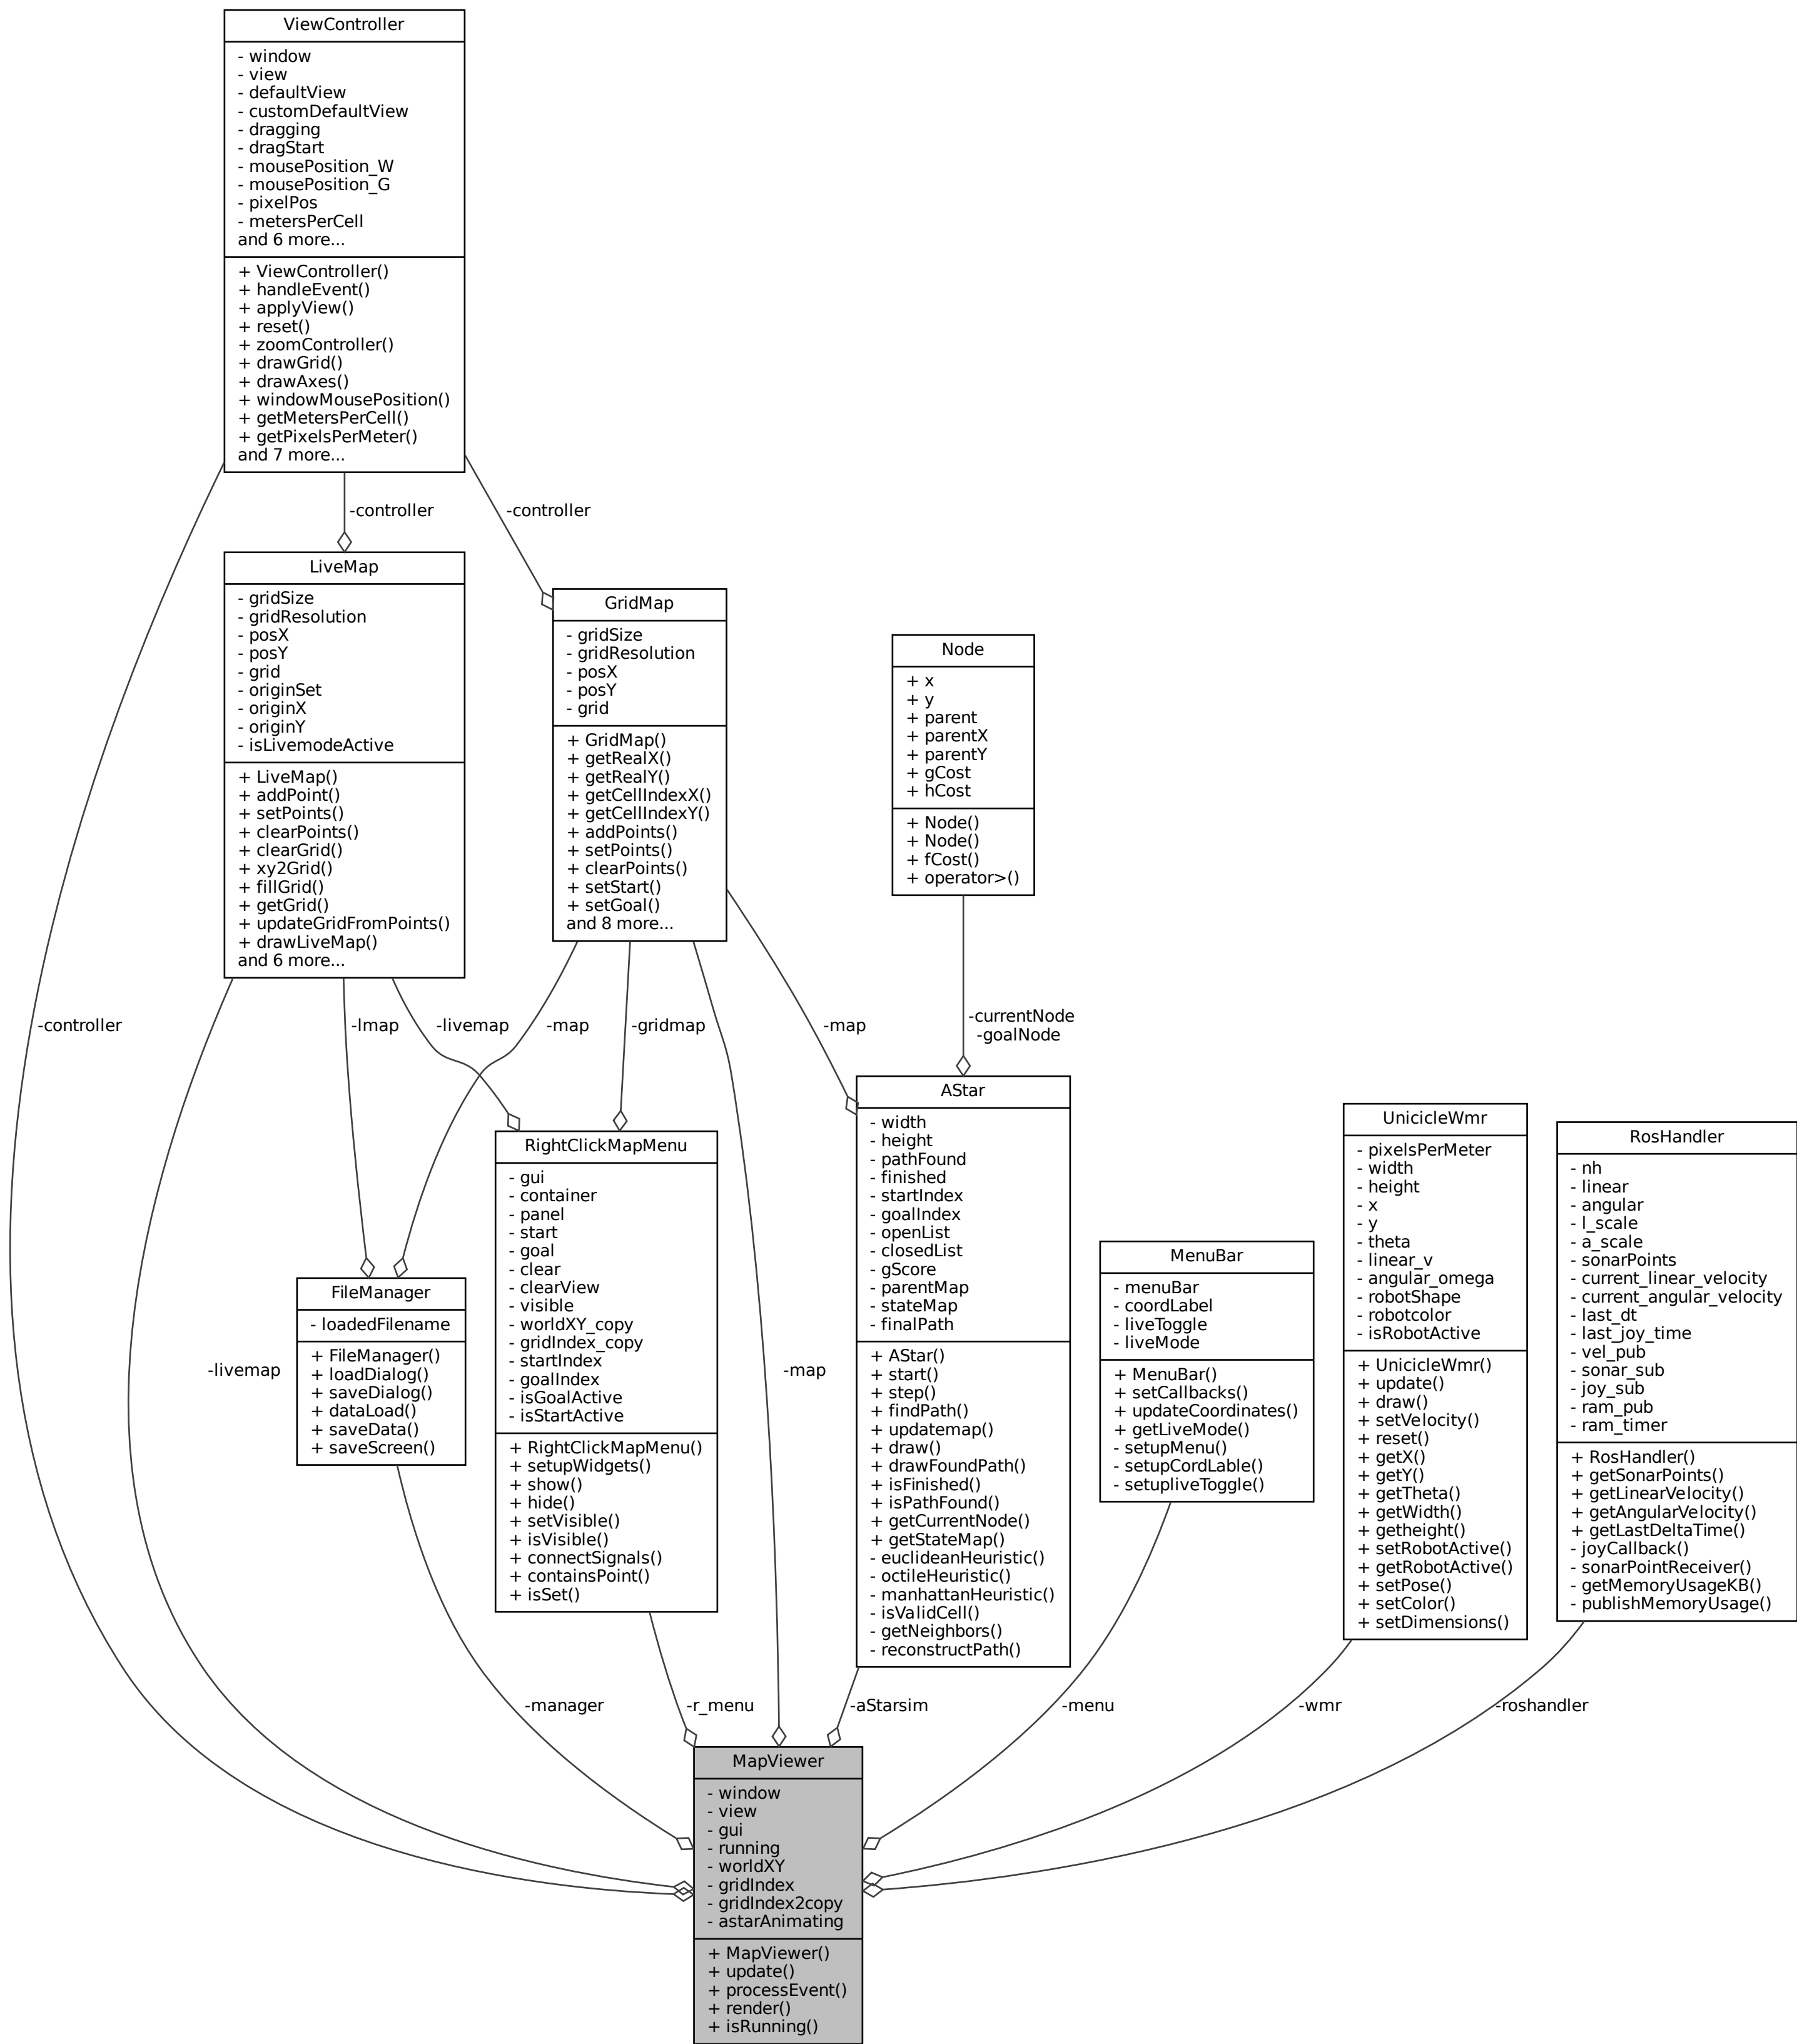 ViewController
- window
- view
- defaultView
- customDefaultView
- dragging
- dragStart
- mousePosition_W
- mousePosition_G
- pixelPos
- metersPerCell
and 6 more...
+ ViewController()
+ handleEvent()
+ applyView()
+ reset()
+ zoomController()
+ drawGrid()
+ drawAxes()
+ windowMousePosition()
+ getMetersPerCell()
+ getPixelsPerMeter()
and 7 more...
-controller
-controller
LiveMap
- gridSize
- gridResolution
- posX
- posY
- grid
- originSet
- originX
- originY
- isLivemodeActive
+ LiveMap()
+ addPoint()
+ setPoints()
+ clearPoints()
+ clearGrid()
+ xy2Grid()
+ fillGrid()
+ getGrid()
+ updateGridFromPoints()
+ drawLiveMap()
and 6 more...
GridMap
- gridSize
- gridResolution
- posX
- posY
- grid
+ GridMap()
+ getRealX()
+ getRealY()
+ getCellIndexX()
+ getCellIndexY()
+ addPoints()
+ setPoints()
+ clearPoints()
+ setStart()
+ setGoal()
and 8 more...
Node
+ x
+ y
+ parent
+ parentX
+ parentY
+ gCost
+ hCost
+ Node()
+ Node()
+ fCost()
+ operator>()
-controller
-lmap
-livemap
-map
-gridmap
-map
-currentNode
-goalNode
FileManager
- loadedFilename
+ FileManager()
+ loadDialog()
+ saveDialog()
+ dataLoad()
+ saveData()
+ saveScreen()
RightClickMapMenu
- gui
- container
- panel
- start
- goal
- clear
- clearView
- visible
- worldXY_copy
- gridIndex_copy
- startIndex
- goalIndex
- isGoalActive
- isStartActive
+ RightClickMapMenu()
+ setupWidgets()
+ show()
+ hide()
+ setVisible()
+ isVisible()
+ connectSignals()
+ containsPoint()
+ isSet()
AStar
- width
- height
- pathFound
- finished
- startIndex
- goalIndex
- openList
- closedList
- gScore
- parentMap
- stateMap
- finalPath
+ AStar()
+ start()
+ step()
+ findPath()
+ updatemap()
+ draw()
+ drawFoundPath()
+ isFinished()
+ isPathFound()
+ getCurrentNode()
+ getStateMap()
- euclideanHeuristic()
- octileHeuristic()
- manhattanHeuristic()
- isValidCell()
- getNeighbors()
- reconstructPath()
MenuBar
- menuBar
- coordLabel
- liveToggle
- liveMode
+ MenuBar()
+ setCallbacks()
+ updateCoordinates()
+ getLiveMode()
- setupMenu()
- setupCordLable()
- setupliveToggle()
UnicicleWmr
- pixelsPerMeter
- width
- height
- x
- y
- theta
- linear_v
- angular_omega
- robotShape
- robotcolor
- isRobotActive
+ UnicicleWmr()
+ update()
+ draw()
+ setVelocity()
+ reset()
+ getX()
+ getY()
+ getTheta()
+ getWidth()
+ getheight()
+ setRobotActive()
+ getRobotActive()
+ setPose()
+ setColor()
+ setDimensions()
RosHandler
- nh
- linear
- angular
- l_scale
- a_scale
- sonarPoints
- current_linear_velocity
- current_angular_velocity
- last_dt
- last_joy_time
- vel_pub
- sonar_sub
- joy_sub
- ram_pub
- ram_timer
+ RosHandler()
+ getSonarPoints()
+ getLinearVelocity()
+ getAngularVelocity()
+ getLastDeltaTime()
- joyCallback()
- sonarPointReceiver()
- getMemoryUsageKB()
- publishMemoryUsage()
-livemap
-map
-manager
-r_menu
-aStarsim
-menu
-wmr
-roshandler
MapViewer
- window
- view
- gui
- running
- worldXY
- gridIndex
- gridIndex2copy
- astarAnimating
+ MapViewer()
+ update()
+ processEvent()
+ render()
+ isRunning()